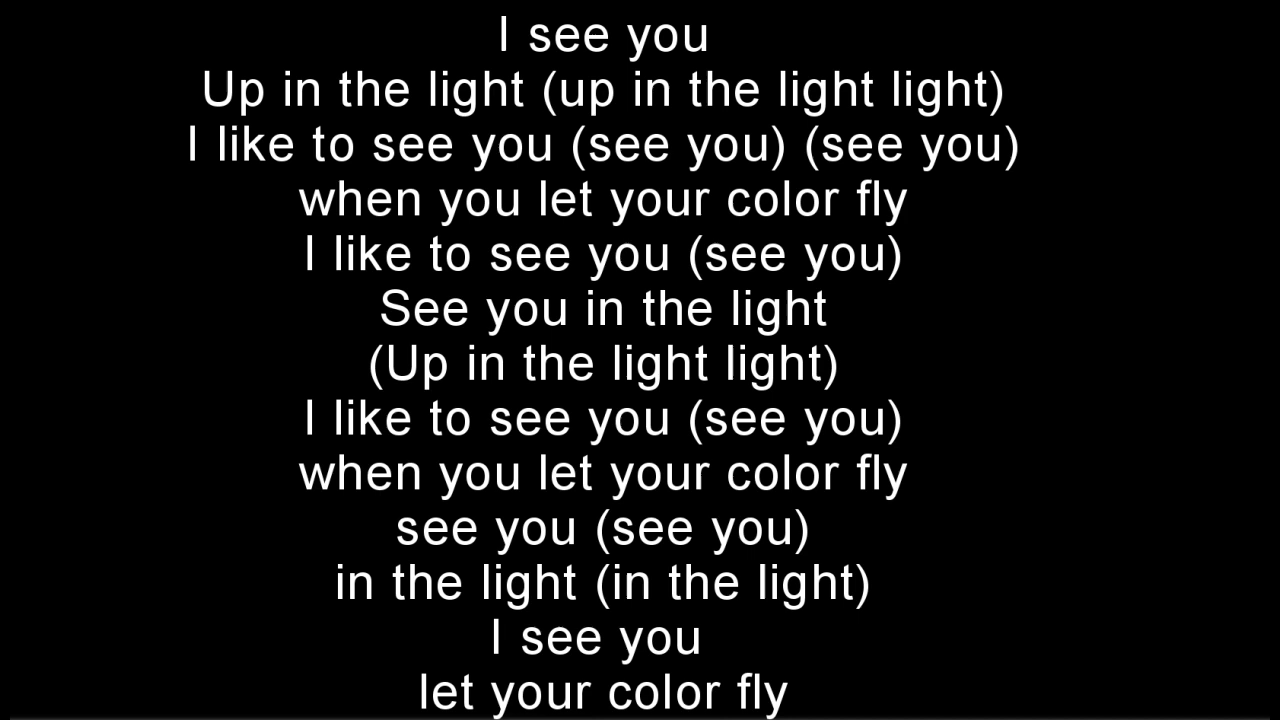 I see you
Up in the light (up in the light light)
I like to see you (see you) (see you)
when you let your color fly
I like to see you (see you)
See you in the light
(Up in the light light)
I like to see you (see you)
when you let your color fly
see you (see you)
in the light (in the light)
I see you
let your color fly